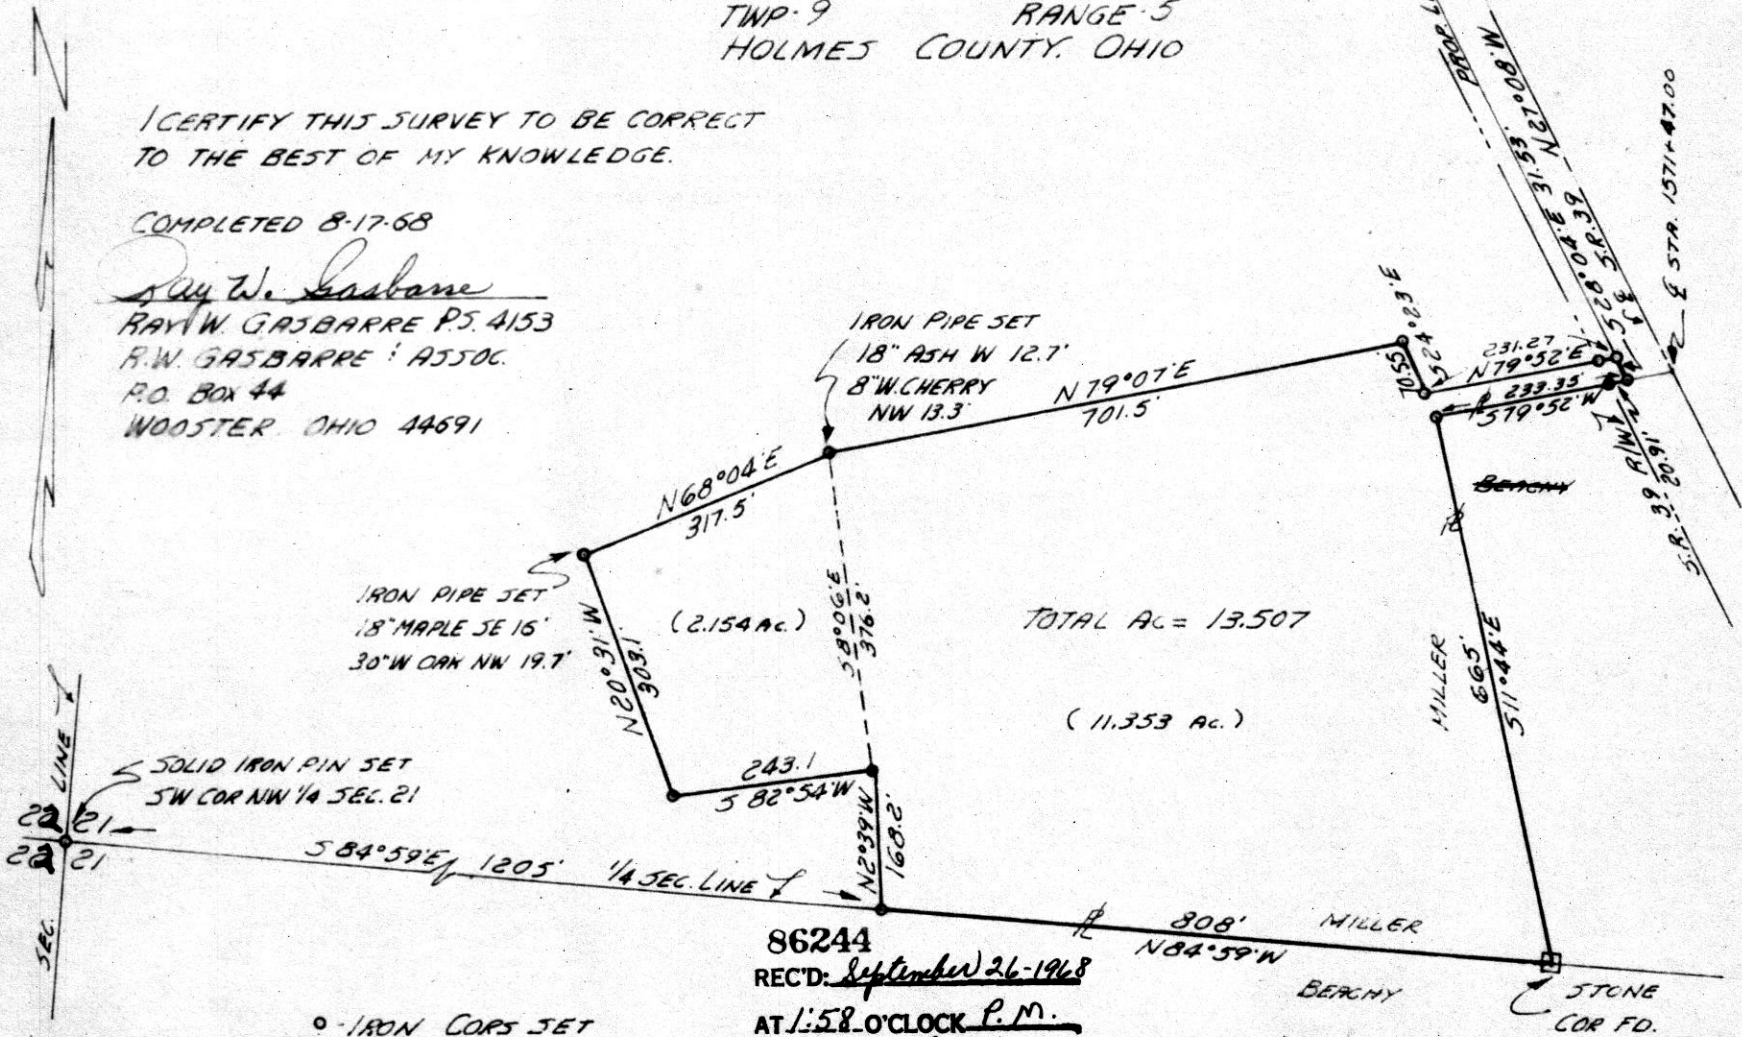 TWP-9 RANGE-5
HOLMES COUNTY. OHIO
I CERTIFY THIS SURVEY TO BE CORRECT
TO THE BEST OF MY KNOWLEDGE.
COMPLETED 8-17-68
Ray W. Gasbarre
RAY W. GASBARRE P.S. 4153
R.W. GASBARRE & ASSOC.
P.O. BOX 44
WOOSTER OHIO 44691
IRON PIPE SET
18" ASH W 12.7'
8" W. CHERRY
NW 13.3'
N 79°07'E
701.5'
70.55'
S24°23'E
231.27
N79°52'E
233.35'
S79°52'W
PROP.
S28°04'E 31.53'
N27°08'W
℄ S.R. 39
℄ STA. 1571+47.00
S.R. 39 R/W
20.91'
BEACHY
N68°04'E
317.5'
IRON PIPE SET
18" MAPLE SE 16'
30" W OAK NW 19.7'
N20°31'W
303.1'
(2.154 AC.)
S8°06'E
376.2'
TOTAL AC = 13.507
(11.353 AC.)
MILLER
665'
S11°44'E
SOLID IRON PIN SET
SW COR NW 1/4 SEC. 21
LINE
22 21
22 21
SEC.
243.1
S 82°54'W
N2°39'W
168.2'
S 84°59'E 1205' 1/4 SEC. LINE
808' MILLER
N84°59'W
BEACHY
STONE
COR FD.
86244
REC'D: September 26-1968
AT 1:58 O'CLOCK P.M.
o - IRON CORS SET